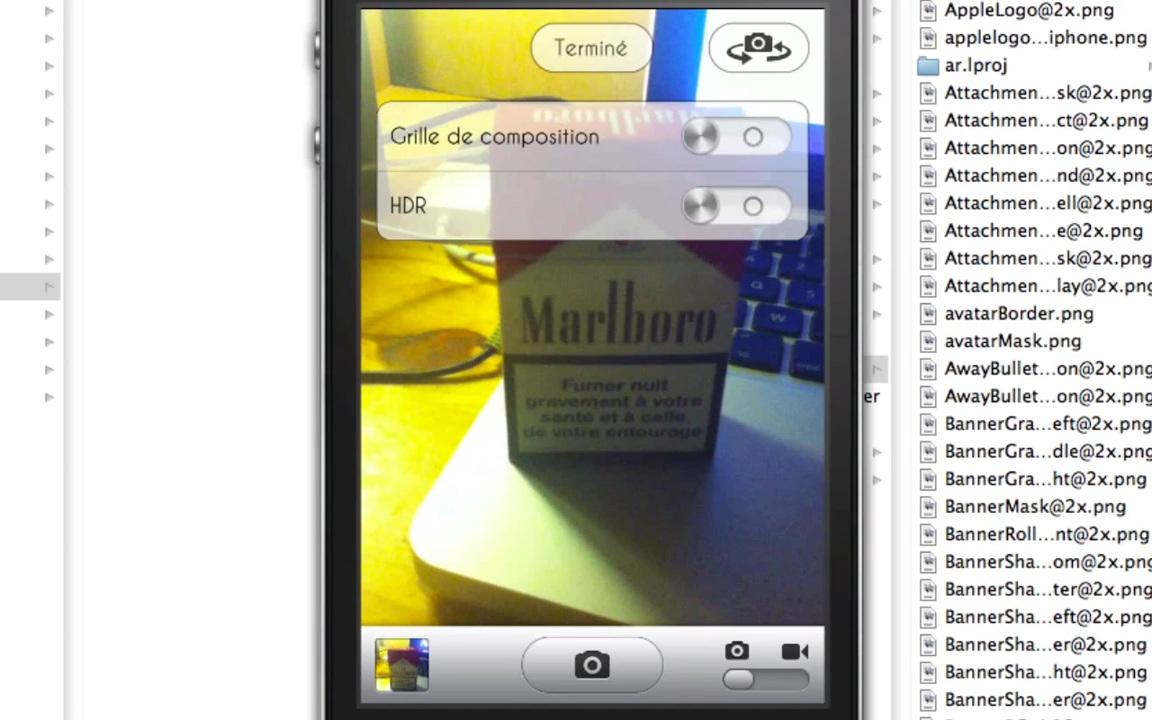 Terminé
Grille de composition
HDR
Marlboro
Marlboro
Fumer nuit
gravement à votre
santé et à celle
de votre entourage
Q
W
er
AppleLogo@2x.png
applelogo...iphone.png
ar.lproj
Attachmen...sk@2x.png
Attachmen...ct@2x.png
Attachmen...on@2x.png
Attachmen...nd@2x.png
Attachmen...ell@2x.png
Attachmen...e@2x.png
Attachmen...sk@2x.png
Attachmen...lay@2x.png
avatarBorder.png
avatarMask.png
AwayBullet...on@2x.png
AwayBullet...on@2x.png
BannerGra...eft@2x.png
BannerGra...dle@2x.png
BannerGra...ht@2x.png
BannerMask@2x.png
BannerRoll...nt@2x.png
BannerSha...om@2x.png
BannerSha...ter@2x.png
BannerSha...eft@2x.png
BannerSha...er@2x.png
BannerSha...ht@2x.png
BannerSha...er@2x.png